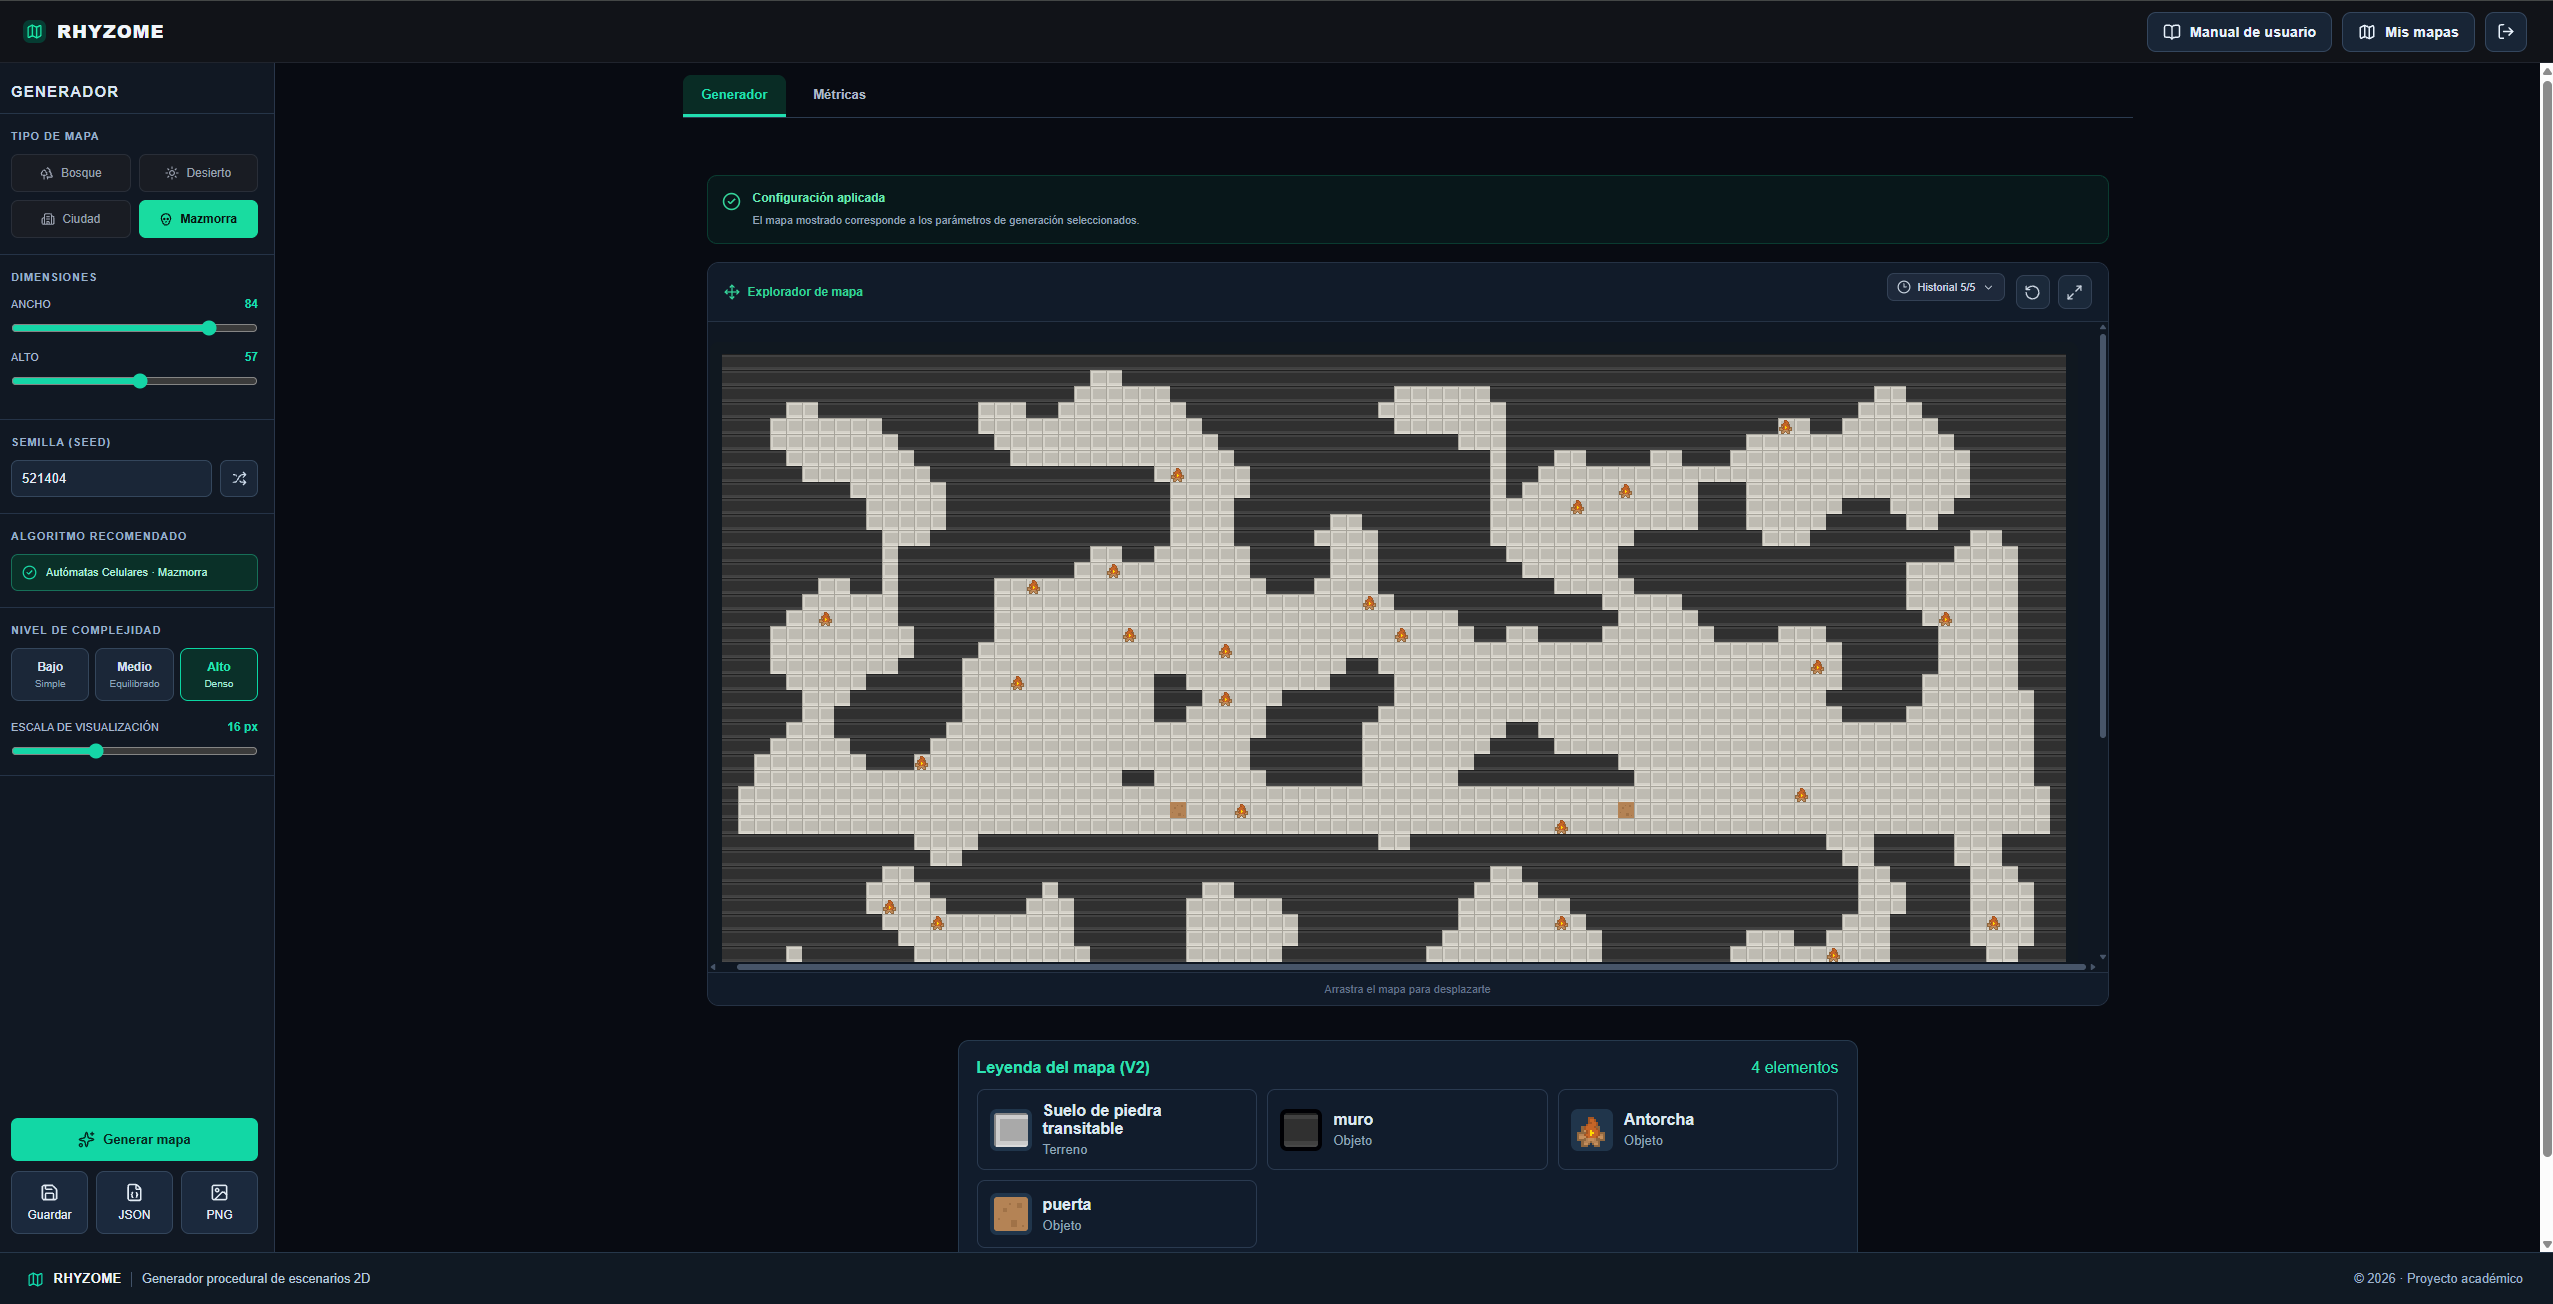 RHYZOME
Manual de usuario
Mis mapas
GENERADOR
TIPO DE MAPA
Bosque
Desierto
Ciudad
Mazmorra
DIMENSIONES
ANCHO 84
ALTO 57
SEMILLA (SEED)
521404
ALGORITMO RECOMENDADO
Autómatas Celulares · Mazmorra
NIVEL DE COMPLEJIDAD
Bajo
Simple
Medio
Equilibrado
Alto
Denso
ESCALA DE VISUALIZACIÓN 16 px
Generar mapa
Guardar
JSON
PNG
Generador
Métricas
Configuración aplicada
El mapa mostrado corresponde a los parámetros de generación seleccionados.
Explorador de mapa
Historial 5/5
Arrastra el mapa para desplazarte
Leyenda del mapa (V2)
4 elementos
Suelo de piedra
transitable
Terreno
muro
Objeto
Antorcha
Objeto
puerta
Objeto
RHYZOME
Generador procedural de escenarios 2D
© 2026 · Proyecto académico